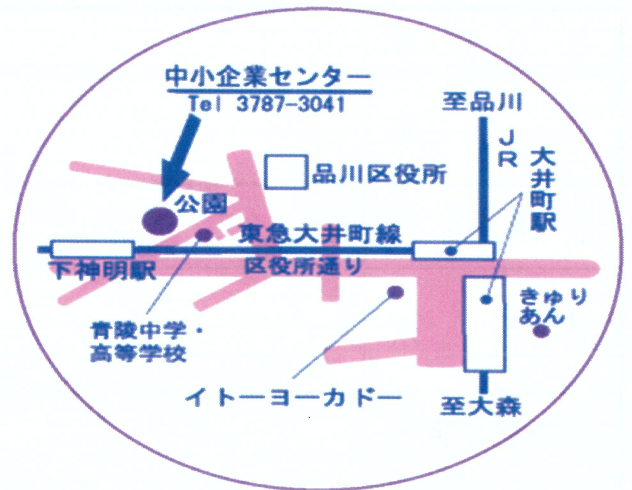 中小企業センター
Tel 3787-3041
至品川
JR
大井町駅
品川区役所
公園
東急大井町線
下神明駅
区役所通り
きゅり
あん
青陵中学・
高等学校
イトーヨーカドー
至大森